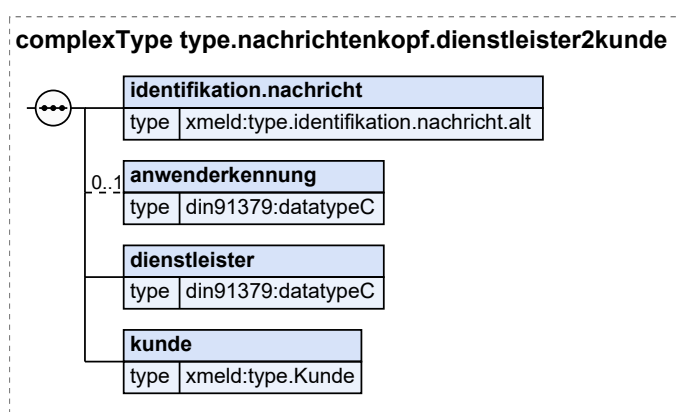 complexType type.nachrichtenkopf.dienstleister2kunde
identifikation.nachricht
type xmeld:type.identifikation.nachricht.alt
0..1 anwenderkennung
type din91379:datatypeC
dienstleister
type din91379:datatypeC
kunde
type xmeld:type.Kunde